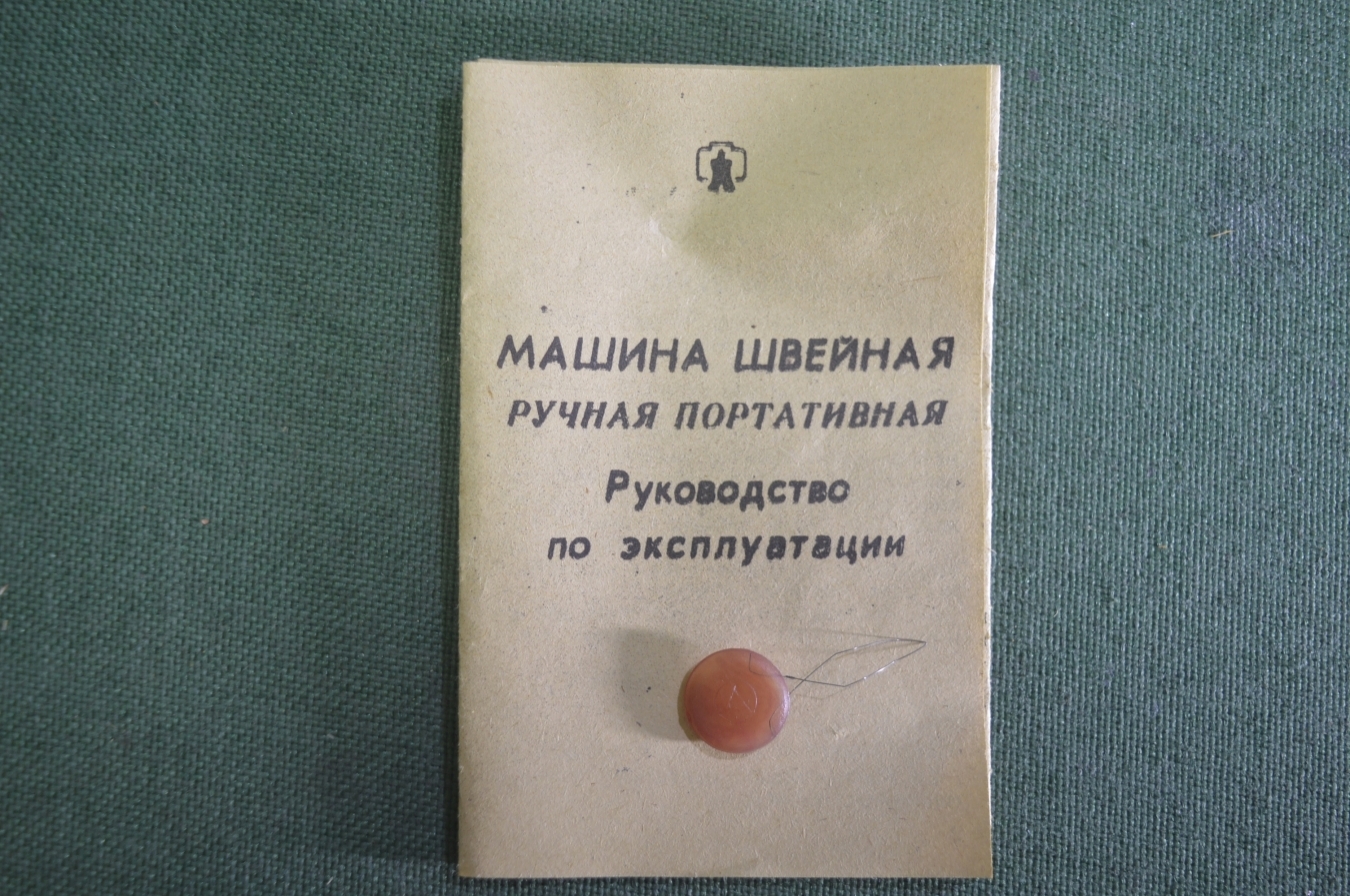 МАШИНА ШВЕЙНАЯ
РУЧНАЯ ПОРТАТИВНАЯ
Руководство
по эксплуатации